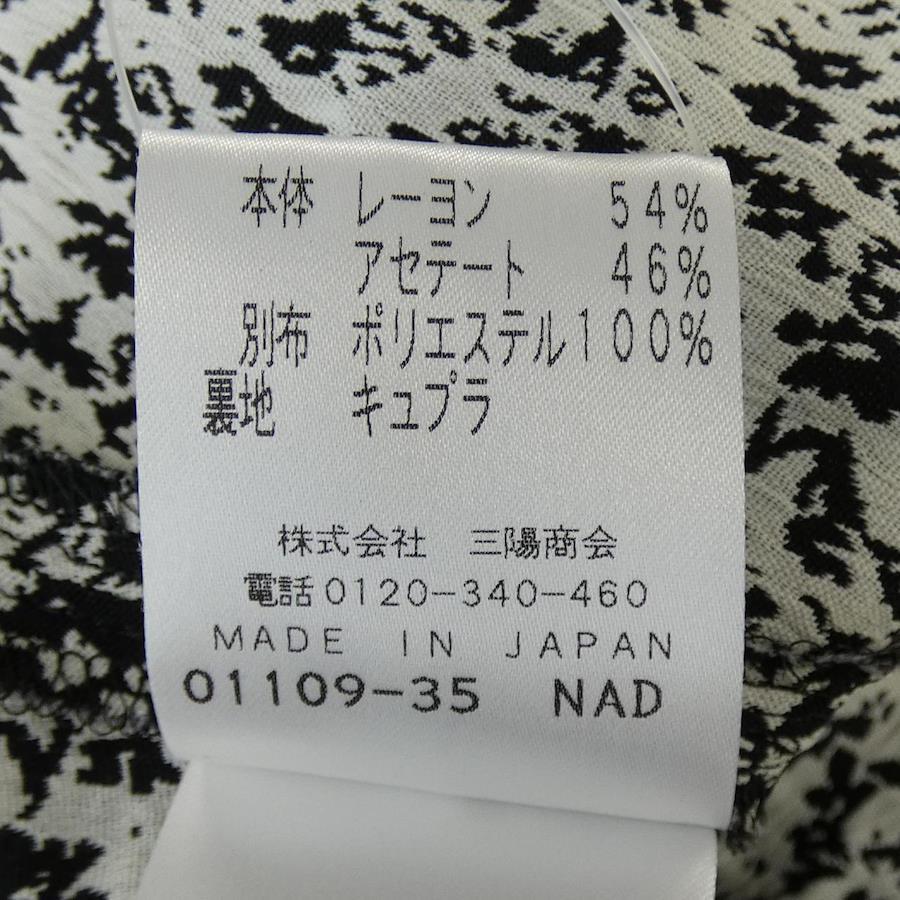 本体 レーヨン 54%
アセテート 46%
別布 ポリエステル100%
裏地 キュプラ
株式会社 三陽商会
電話0120-340-460
MADE IN JAPAN
01109-35 NAD